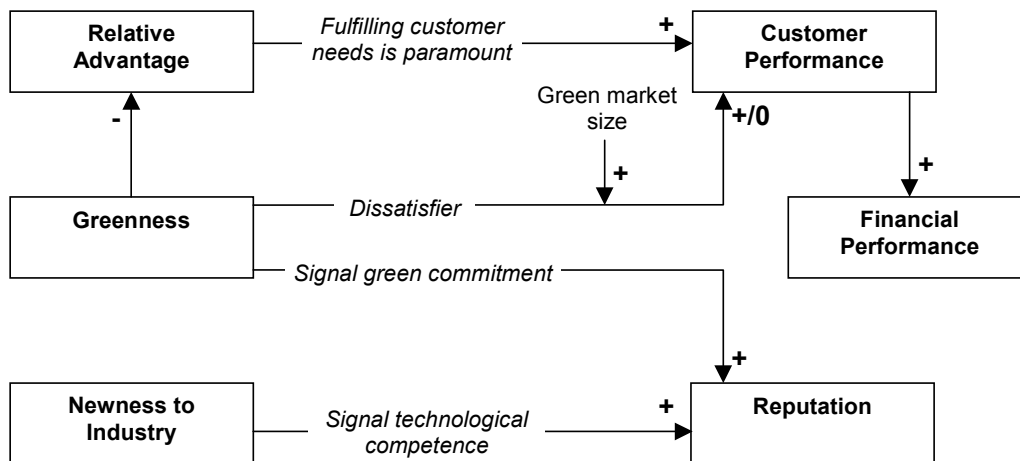 Relative
Advantage
Fulfilling customer
needs is paramount
+
Customer
Performance
Green market
size
-
+/0
+
+
Greenness
Dissatisfier
Financial
Performance
Signal green commitment
+
Newness to
Industry
Signal technological
competence
+
Reputation